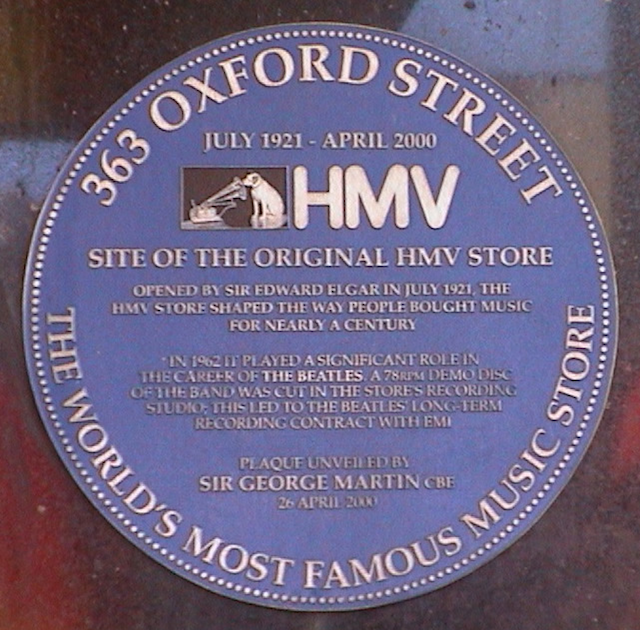 363 OXFORD STREET
JULY 1921 - APRIL 2000
HMV
SITE OF THE ORIGINAL HMV STORE
OPENED BY SIR EDWARD ELGAR IN JULY 1921, THE
HMV STORE SHAPED THE WAY PEOPLE BOUGHT MUSIC
FOR NEARLY A CENTURY
IN 1962 IT PLAYED A SIGNIFICANT ROLE IN
THE CAREER OF THE BEATLES. A 78RPM DEMO DISC
OF THE BAND WAS CUT IN THE STORE'S RECORDING
STUDIO; THIS LED TO THE BEATLES' LONG-TERM
RECORDING CONTRACT WITH EMI
PLAQUE UNVEILED BY
SIR GEORGE MARTIN CBE
26 APRIL 2000
THE WORLD'S MOST FAMOUS MUSIC STORE